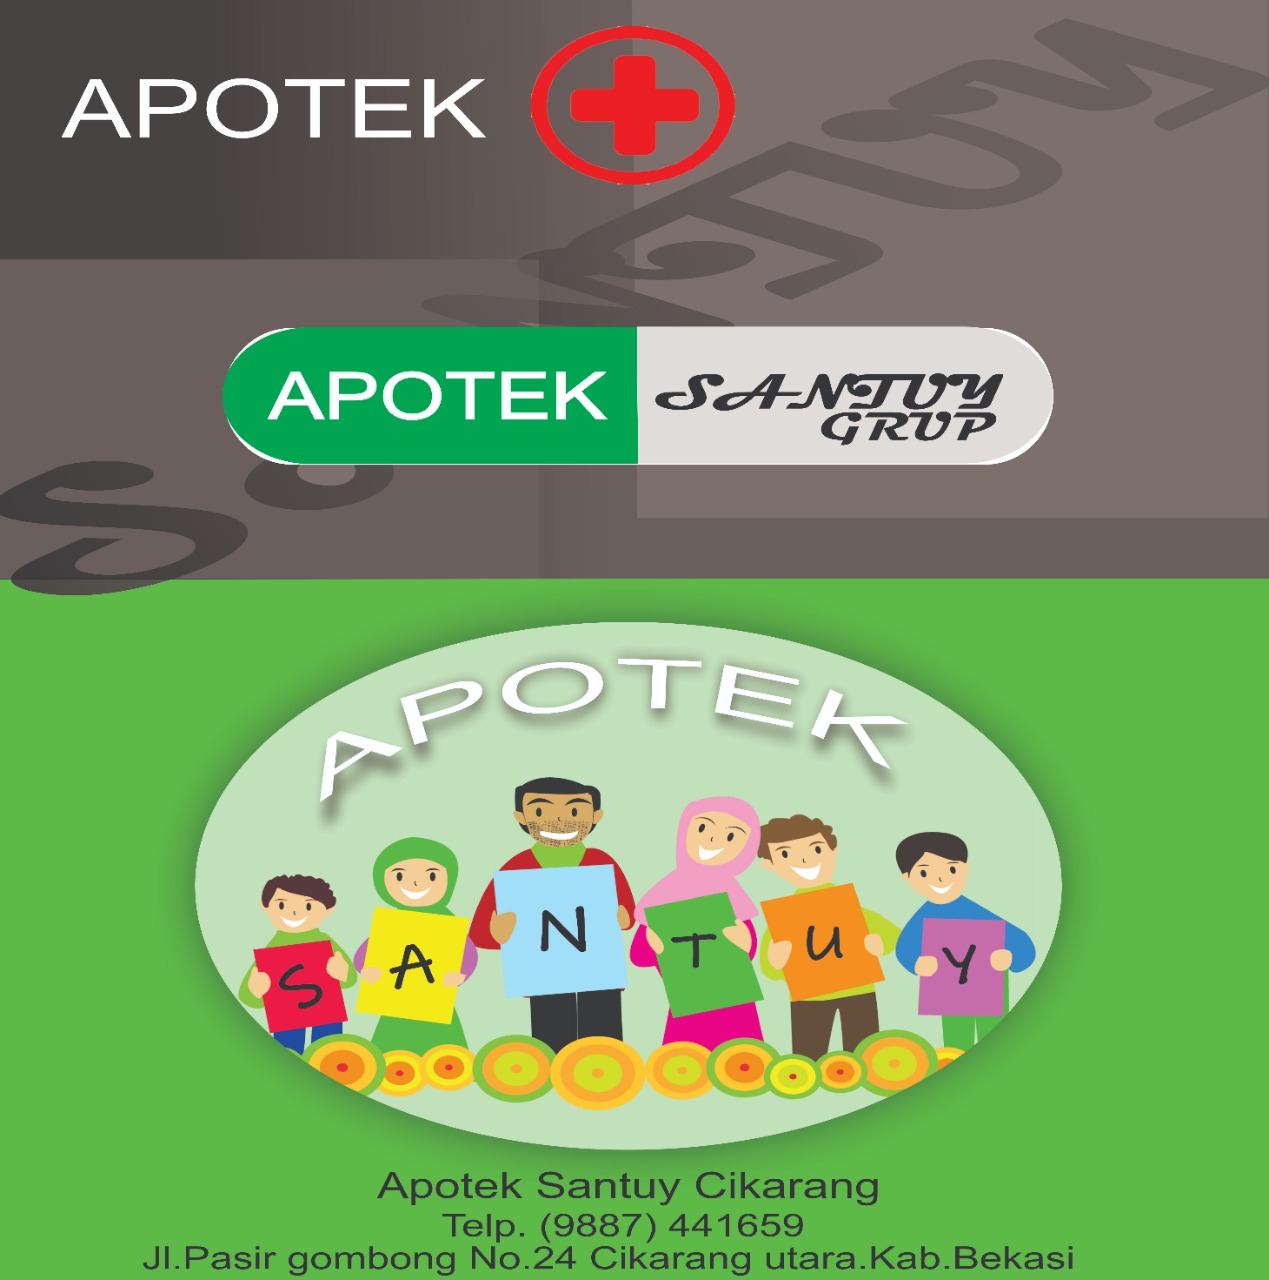 APOTEK
APOTEK SANTUY
GRUP
APOTEK
S A N T U Y
Apotek Santuy Cikarang
Telp. (9887) 441659
Jl.Pasir gombong No.24 Cikarang utara.Kab.Bekasi